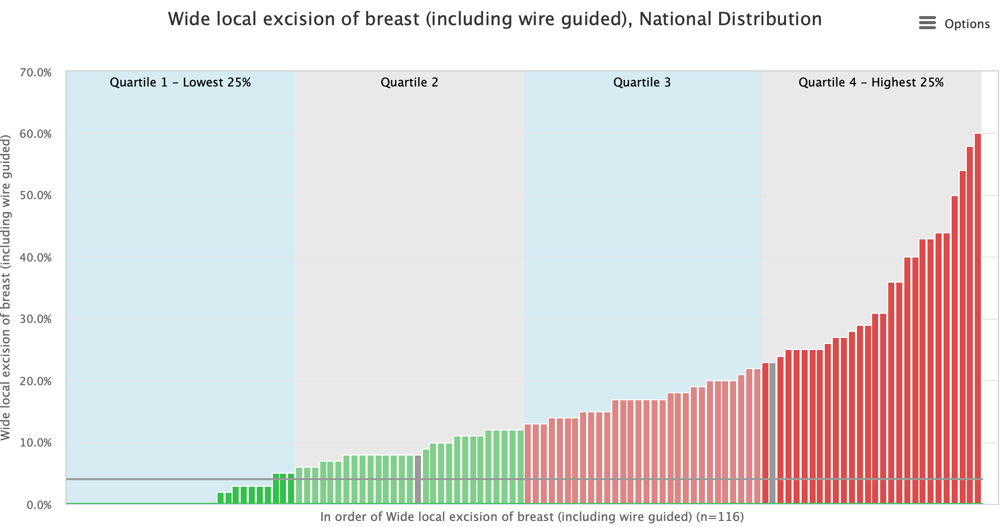 Wide local excision of breast (including wire guided), National Distribution
Options
Wide local excision of breast (including wire guided)
70.0%
60.0%
50.0%
40.0%
30.0%
20.0%
10.0%
0.0%
Quartile 1 – Lowest 25%
Quartile 2
Quartile 3
Quartile 4 – Highest 25%
In order of Wide local excision of breast (including wire guided) (n=116)